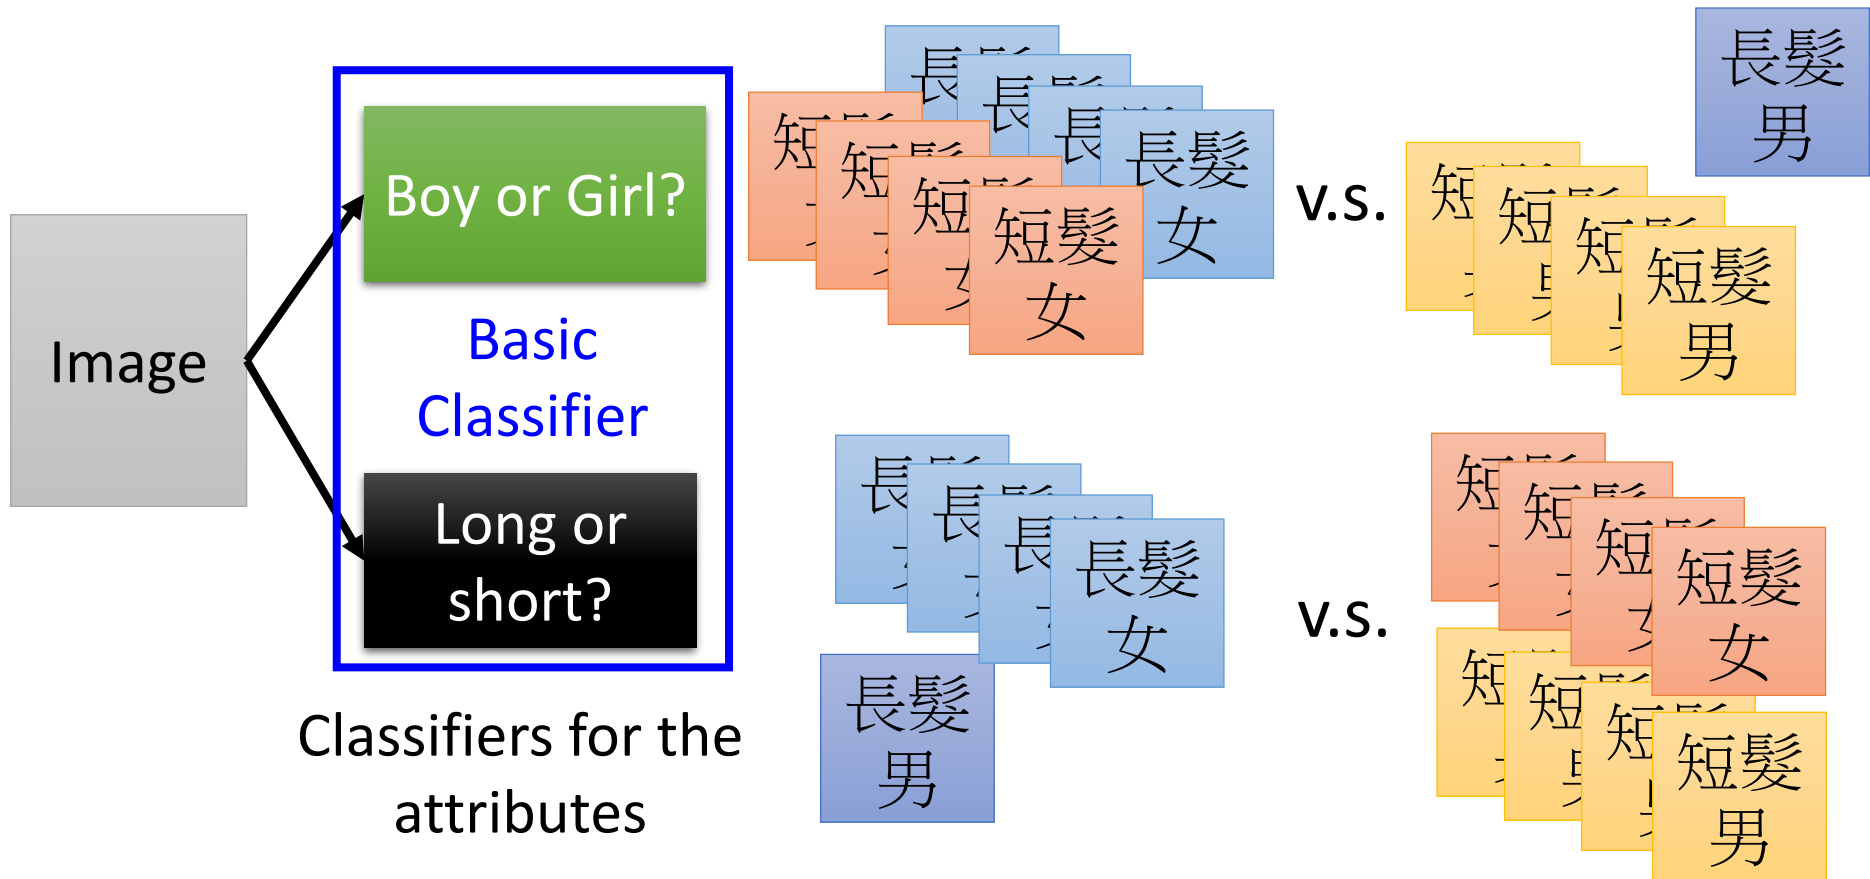 Image
Boy or Girl?
Basic
Classifier
Long or
short?
Classifiers for the
attributes
長髮
女
短髮
女
v.s.
長髮
男
短髮
男
長髮
女
長髮
男
v.s.
短髮
女
短髮
男